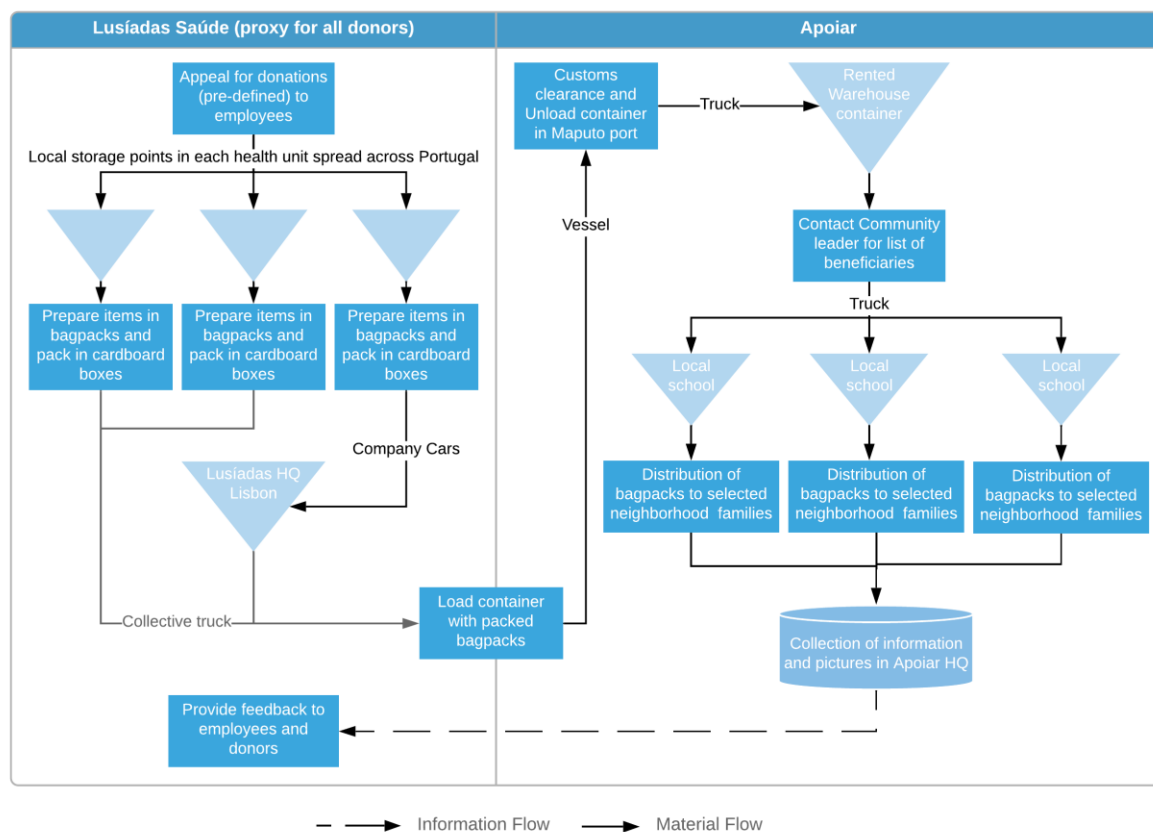 Lusíadas Saúde (proxy for all donors)
Apoiar
Appeal for donations
(pre-defined) to
employees
Local storage points in each health unit spread across Portugal
Prepare items in
bagpacks and
pack in cardboard
boxes
Prepare items in
bagpacks and
pack in cardboard
boxes
Prepare items in
bagpacks and
pack in cardboard
boxes
Company Cars
Lusíadas HQ
Lisbon
Collective truck
Load container
with packed
bagpacks
Vessel
Customs
clearance and
Unload container
in Maputo port
Truck
Rented
Warehouse
container
Contact Community
leader for list of
beneficiaries
Truck
Local
school
Local
school
Local
school
Distribution of
bagpacks to selected
neighborhood families
Distribution of
bagpacks to selected
neighborhood families
Distribution of
bagpacks to selected
neighborhood families
Collection of information
and pictures in Apoiar HQ
Provide feedback to
employees and
donors
Information Flow
Material Flow